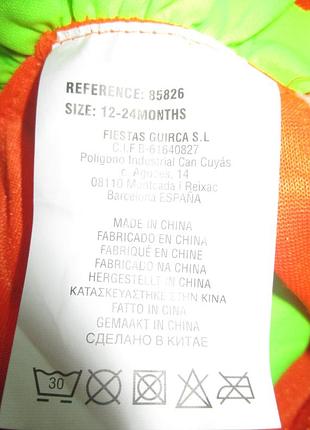 REFERENCE: 85826
SIZE: 12-24MONTHS
FIESTAS GUIRCA S.L
C.I.F B-61640827
Polígono Industrial Can Cuyás
c. Agudes, 14
08110 Montcada i Reixac
Barcelona ESPAÑA
MADE IN CHINA
FABRICADO EN CHINA
FABRIQUÉ EN CHINE
FABRICADO EM CHINA
HERGESTELLT IN CHINA
ΚΑΤΑΣΚΕΥΑΣΤΗΚΕ ΣΤΗΝ ΚΙΝΑ
FATTO IN CINA
GEMAAKT IN CHINA
СДЕЛАНО В КИТАЕ
30